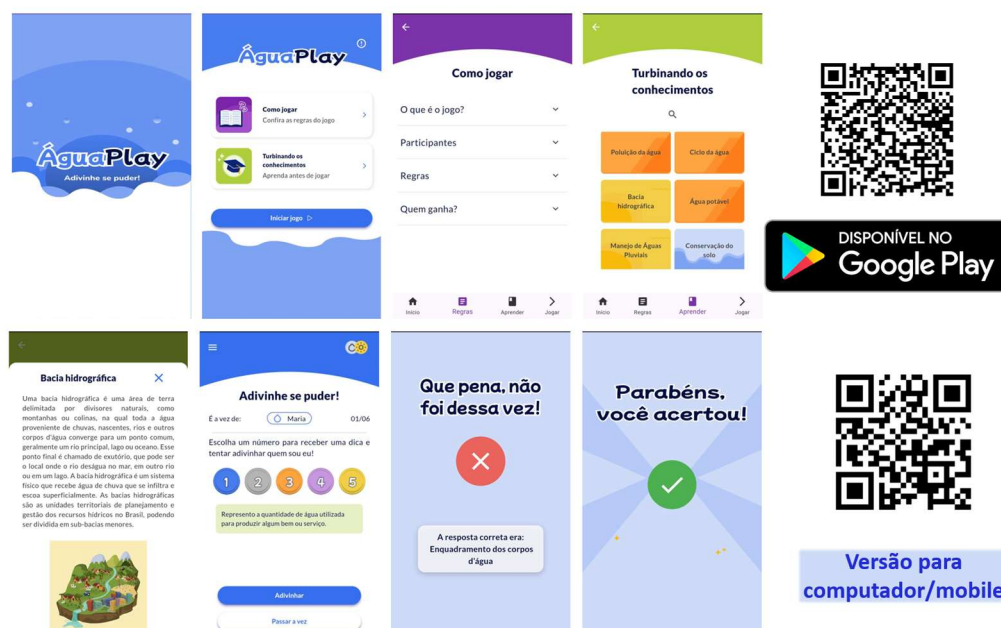 ÁguaPlay
Adivinhe se puder!
ÁguaPlay
Como jogar
Confira as regras do jogo
Turbinando os
conhecimentos
Aprenda antes de jogar
Iniciar jogo
Como jogar
O que é o jogo?
Participantes
Regras
Quem ganha?
Início
Regras
Aprender
Jogar
Turbinando os
conhecimentos
Poluição da água
Ciclo da água
Bacia
hidrográfica
Água potável
Manejo de Águas
Pluviais
Conservação do
solo
Início
Regras
Aprender
Jogar
DISPONÍVEL NO
Google Play
Bacia hidrográfica
Uma bacia hidrográfica é uma área de terra
delimitada por divisores naturais, como
montanhas ou colinas, na qual toda a água
proveniente de chuvas, nascentes, rios e outros
corpos d'água converge para um ponto comum,
geralmente um rio principal, lago ou oceano. Esse
ponto final é chamado de exutório, que pode ser
o local onde o rio deságua no mar, em outro rio
ou em um lago. A bacia hidrográfica é um sistema
físico que recebe água de chuva que se infiltra e
escoa superficialmente. As bacias hidrográficas
são as unidades territoriais de planejamento e
gestão dos recursos hídricos no Brasil, podendo
ser dividida em sub-bacias menores.
Adivinhe se puder!
É a vez de:
Maria
01/06
Escolha um número para receber uma dica e
tentar adivinhar quem sou eu!
1 2 3 4 5
Represento a quantidade de água utilizada
para produzir algum bem ou serviço.
Adivinhar
Passar a vez
Que pena, não
foi dessa vez!
A resposta correta era:
Enquadramento dos corpos
d'água
Parabéns,
você acertou!
Versão para
computador/mobile